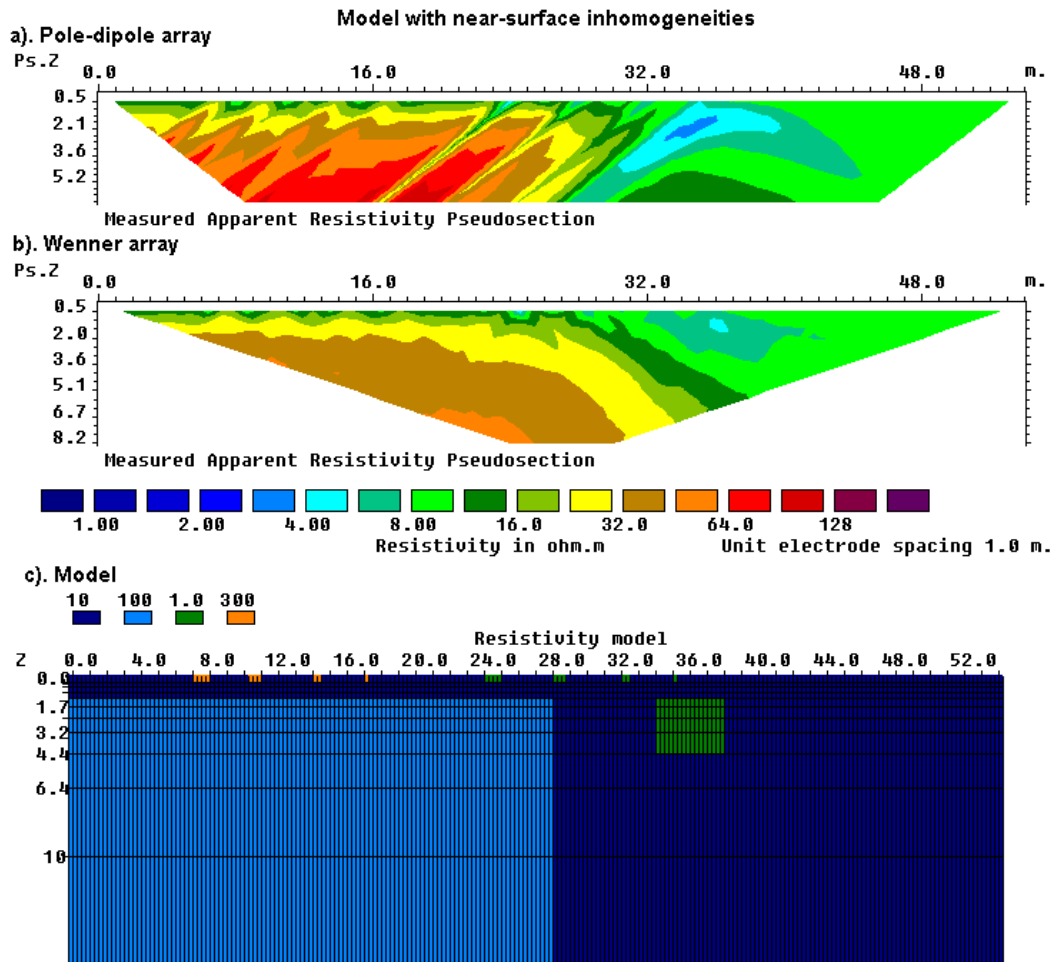 Model with near-surface inhomogeneities
a). Pole-dipole array
Ps.Z 0.0 16.0 32.0 48.0 m.
0.5
2.1
3.6
5.2
Measured Apparent Resistivity Pseudosection
b). Wenner array
Ps.Z 0.0 16.0 32.0 48.0 m.
0.5
2.0
3.6
5.1
6.7
8.2
Measured Apparent Resistivity Pseudosection
1.00 2.00 4.00 8.00 16.0 32.0 64.0 128
Resistivity in ohm.m Unit electrode spacing 1.0 m.
c). Model
10 100 1.0 300
Resistivity model
Z 0.0 4.0 8.0 12.0 16.0 20.0 24.0 28.0 32.0 36.0 40.0 44.0 48.0 52.0
0.0
1.7
3.2
4.4
6.4
10